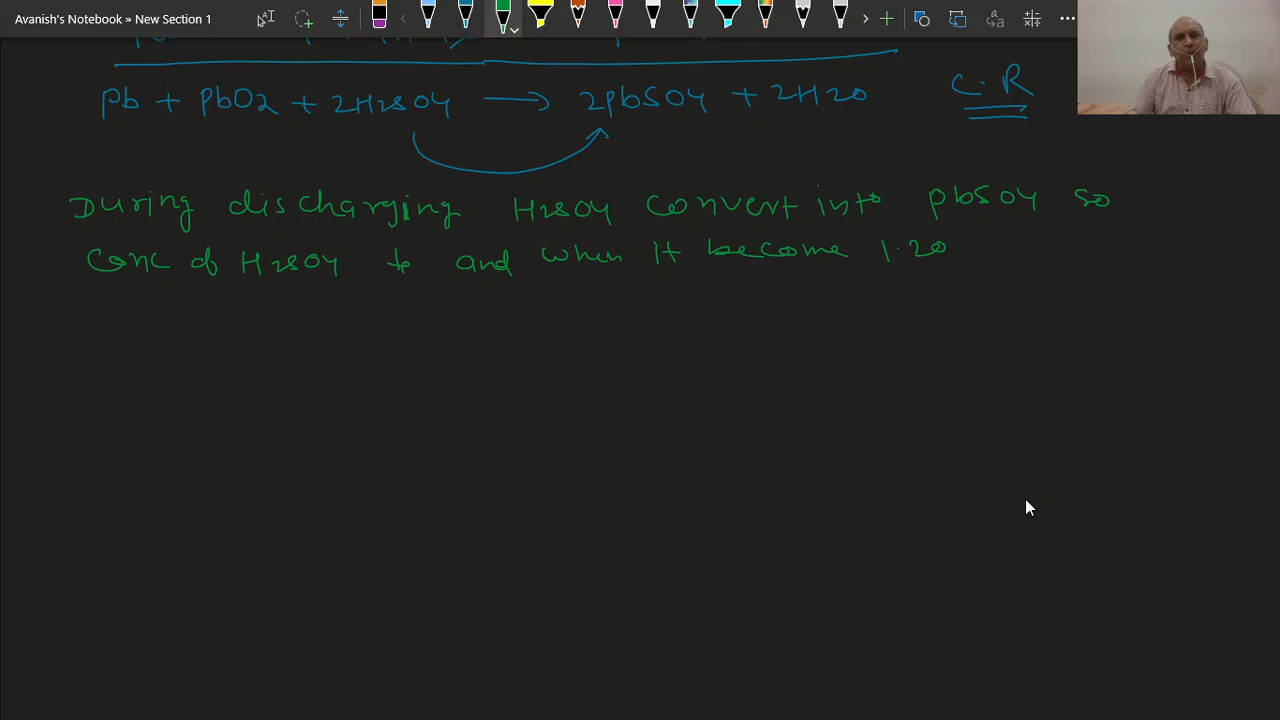 Avanish's Notebook » New Section 1
Pb + PbO2 + 2H2SO4 → 2PbSO4 + 2H2O C.R
During discharging H2SO4 convert into PbSO4 so
Conc of H2SO4 ↓ and when it become 1.20